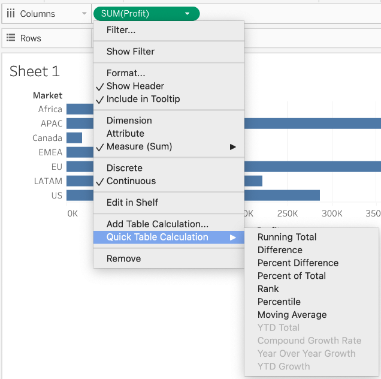 Columns SUM(Profit)
Rows
Filter...
Show Filter
Sheet 1
Format...
Show Header
Include in Tooltip
Market
Africa
APAC
Canada
EMEA
EU
LATAM
US
Dimension
Attribute
Measure (Sum)
Discrete
Continuous
Edit in Shelf
0K 250K 300K 350K
Add Table Calculation...
Quick Table Calculation
Remove
Running Total
Difference
Percent Difference
Percent of Total
Rank
Percentile
Moving Average
YTD Total
Compound Growth Rate
Year Over Year Growth
YTD Growth